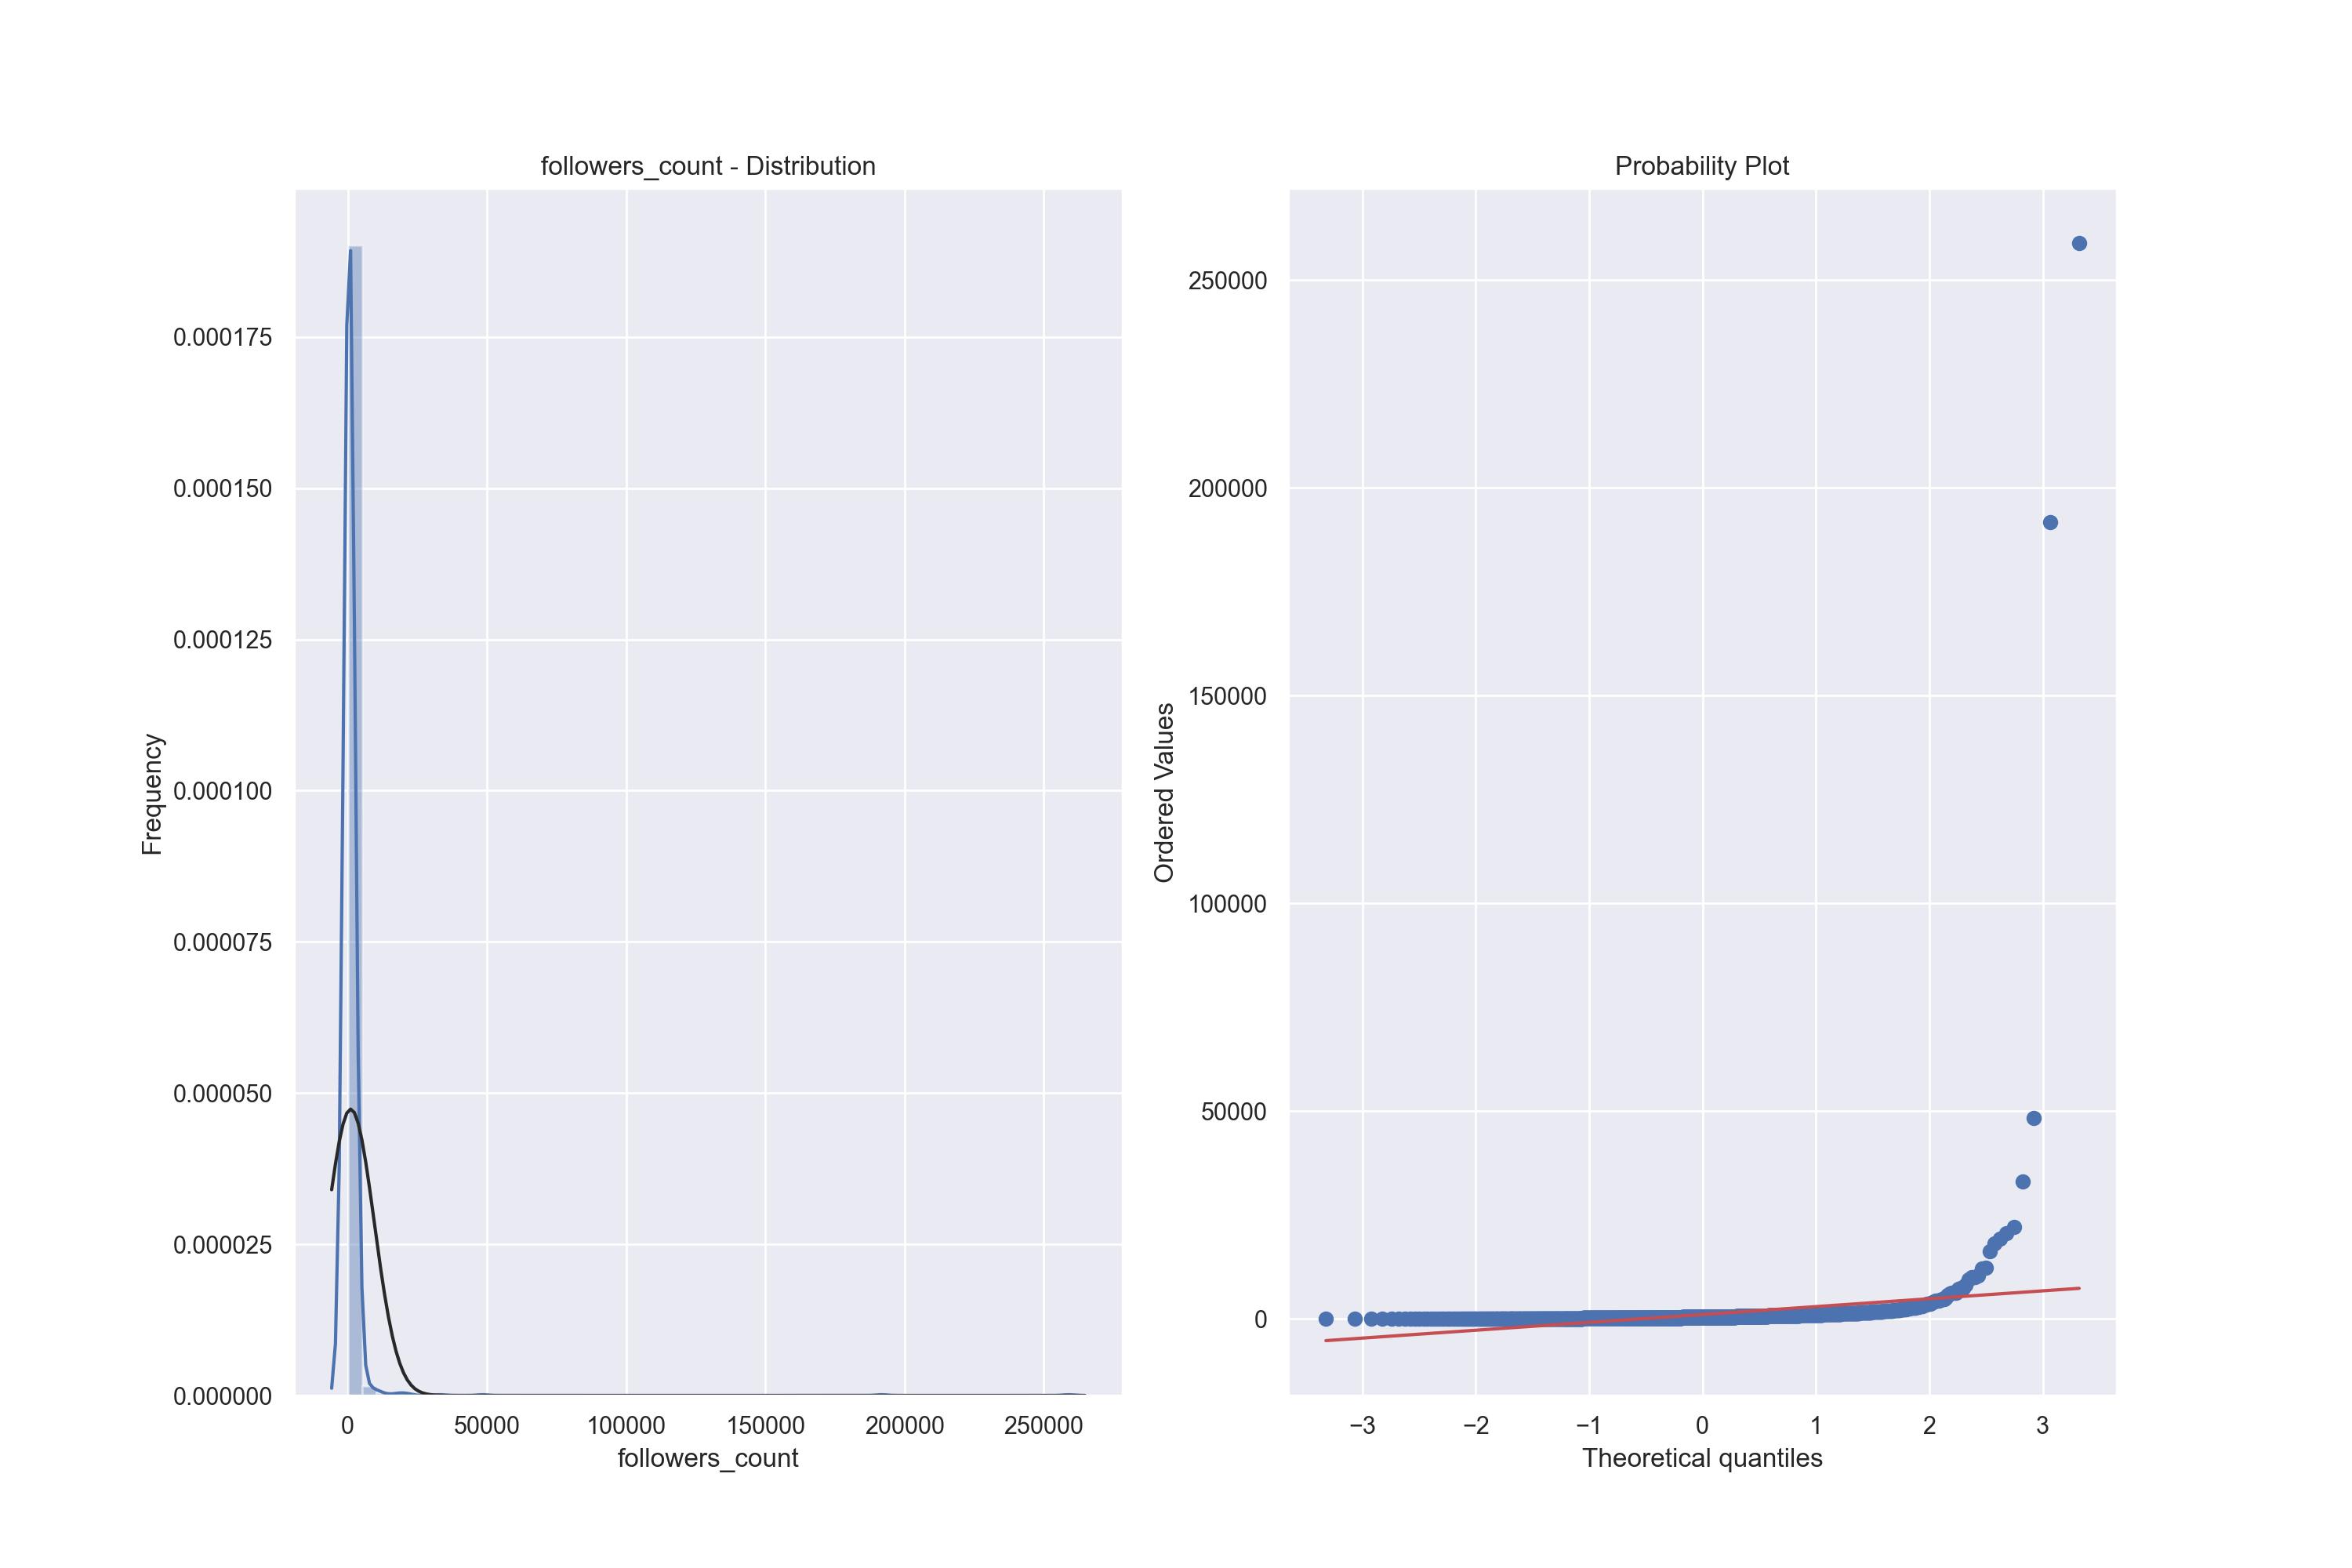 followers_count - Distribution
Frequency
0.000175
0.000150
0.000125
0.000100
0.000075
0.000050
0.000025
0.000000
0 50000 100000 150000 200000 250000
followers_count
Probability Plot
Ordered Values
250000
200000
150000
100000
50000
0
−3 −2 −1 0 1 2 3
Theoretical quantiles